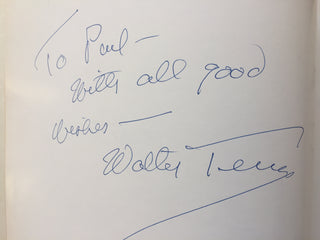 To Paul —
With all good
wishes —
Walter